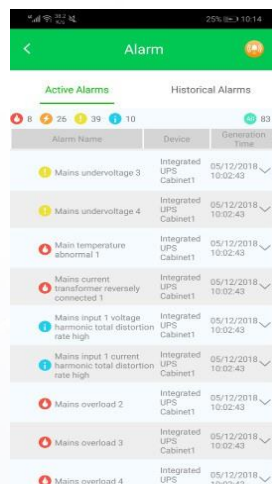 38.2
K/s
25%
10:14
Alarm
Active Alarms
Historical Alarms
8 26 39 10 All 83
Alarm Name Device Generation Time
Mains undervoltage 3
Integrated UPS Cabinet1
05/12/2018 10:02:43
Mains undervoltage 4
Integrated UPS Cabinet1
05/12/2018 10:02:43
Main temperature abnormal 1
Integrated UPS Cabinet1
05/12/2018 10:02:43
Mains current transformer reversely connected 1
Integrated UPS Cabinet1
05/12/2018 10:02:43
Mains input 1 voltage harmonic total distortion rate high
Integrated UPS Cabinet1
05/12/2018 10:02:43
Mains input 1 current harmonic total distortion rate high
Integrated UPS Cabinet1
05/12/2018 10:02:43
Mains overload 2
Integrated UPS Cabinet1
05/12/2018 10:02:43
Mains overload 3
Integrated UPS Cabinet1
05/12/2018 10:02:43
Mains overload 4
Integrated UPS
05/12/2018